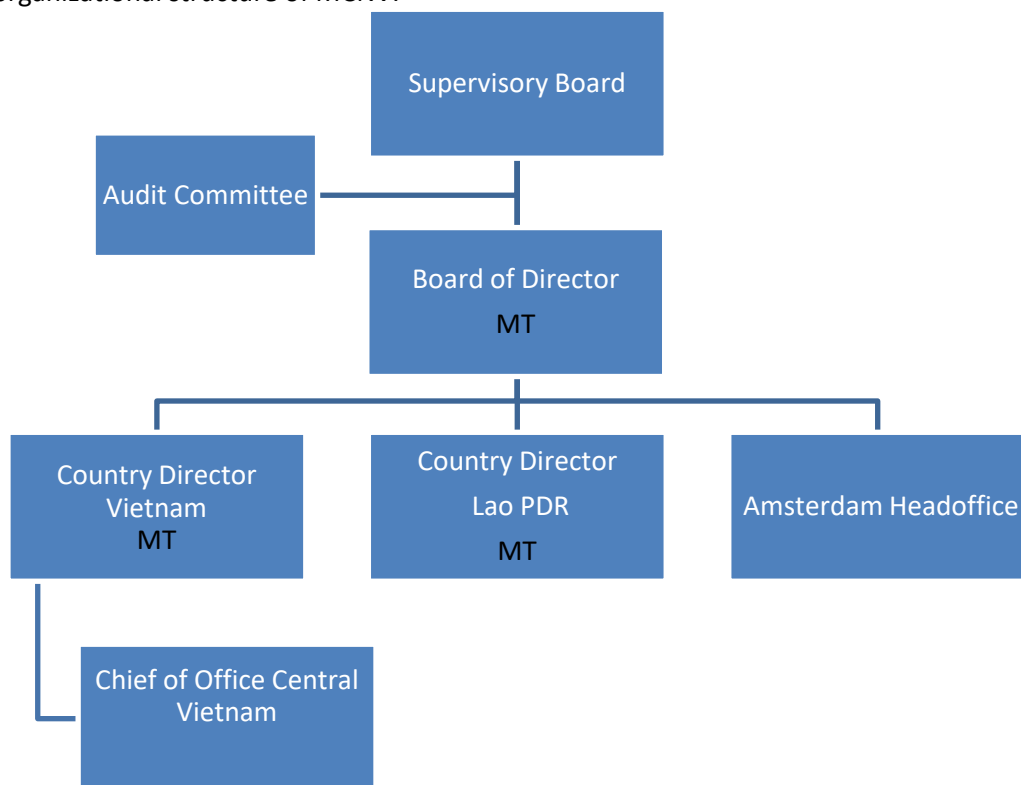 Supervisory Board
Audit Committee
Board of Director
MT
Country Director
Vietnam
MT
Country Director
Lao PDR
MT
Amsterdam Headoffice
Chief of Office Central
Vietnam